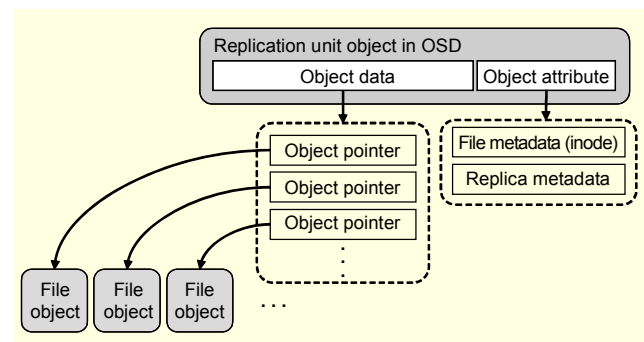 Replication unit object in OSD
Object data
Object attribute
Object pointer
Object pointer
Object pointer
File metadata (inode)
Replica metadata
File
object
File
object
File
object
...